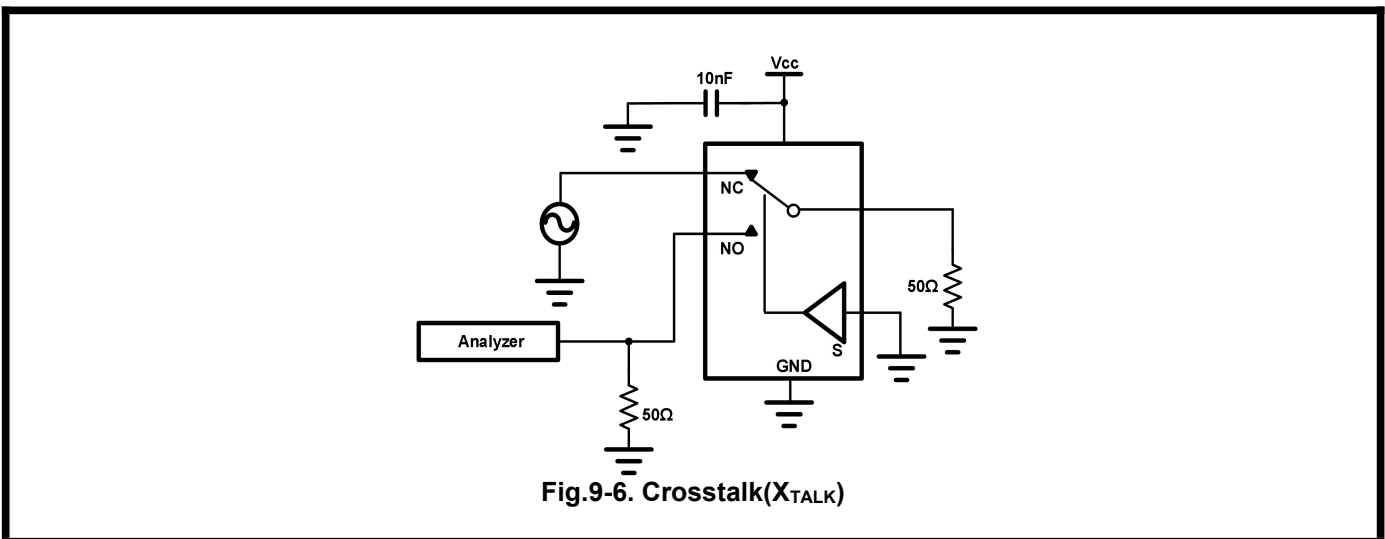 Vcc
10nF
NC
NO
50Ω
Analyzer
S
GND
50Ω
Fig.9-6. Crosstalk(XTALK)